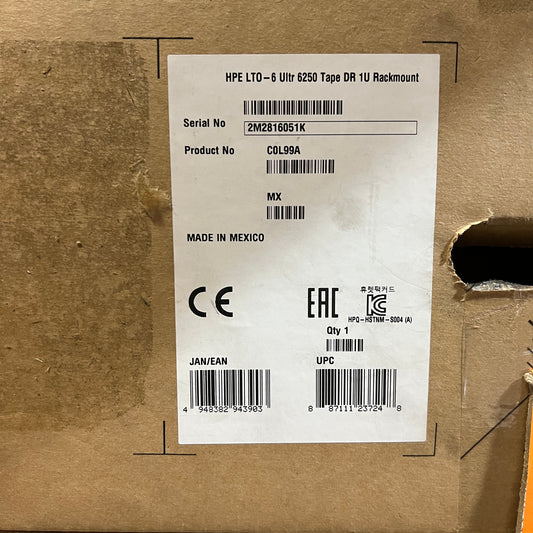 HPE LTO-6 Ultr 6250 Tape DR 1U Rackmount
Serial No 2M2816051K
Product No C0L99A
MX
MADE IN MEXICO
CE EAC 휴렛팩커드
HPQ-HSTNM-S004 (A)
Qty 1
JAN/EAN UPC
4 948382"943903 8 87111"23724 8